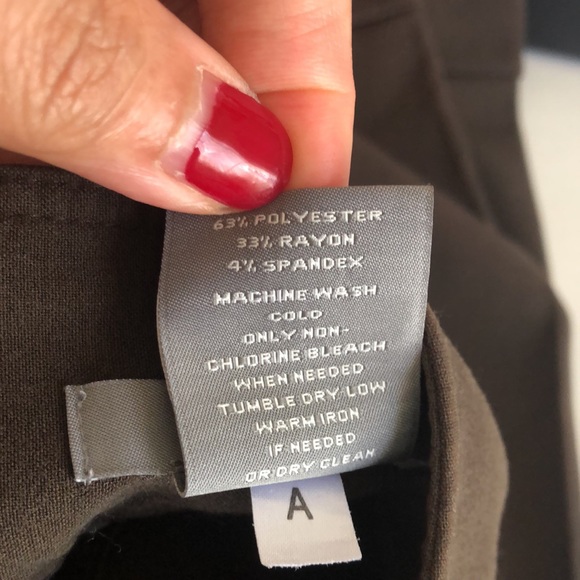 63% POLYESTER
33% RAYON
4% SPANDEX
MACHINE WASH
COLD
ONLY NON-
CHLORINE BLEACH
WHEN NEEDED
TUMBLE DRY LOW
WARM IRON
IF NEEDED
OR DRY CLEAN
A